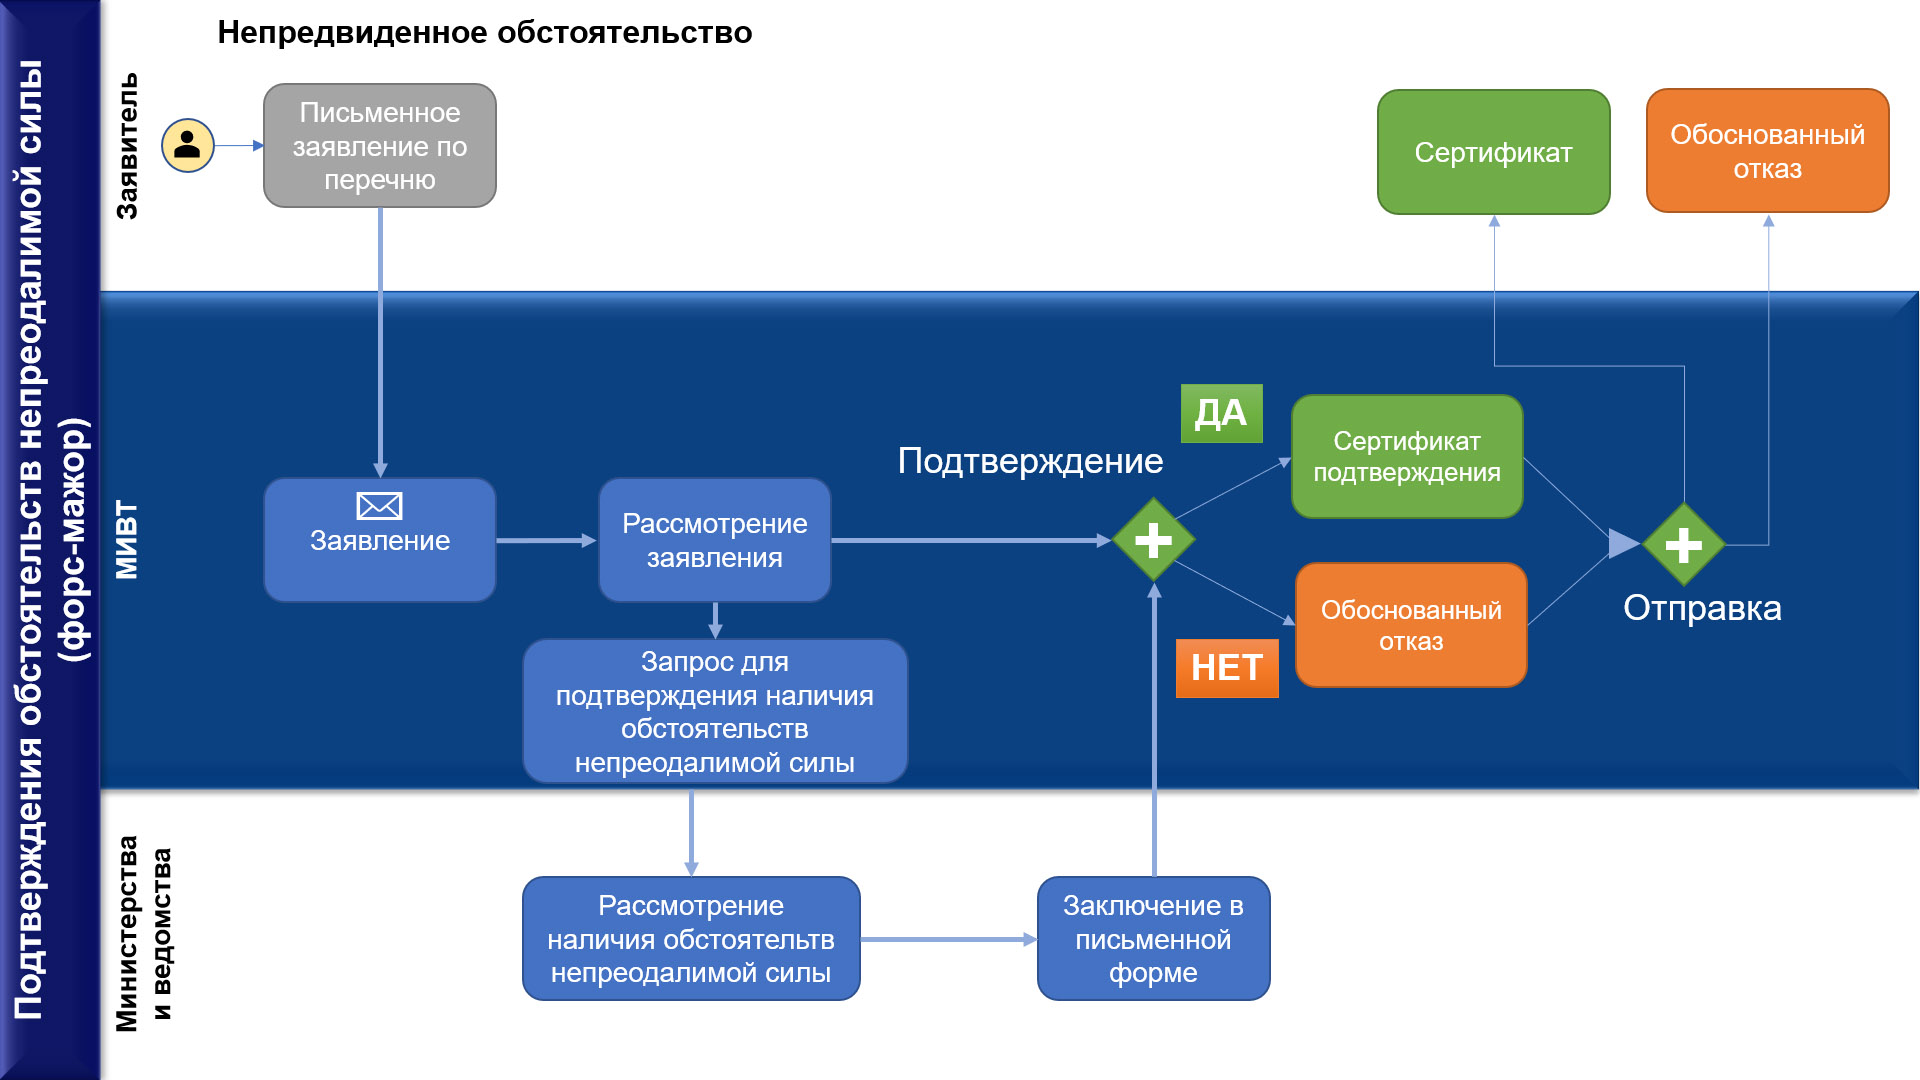 Подтверждения обстоятельств непреодалимой силы
(форс-мажор)
Непредвиденное обстоятельство
Заявитель
Письменное
заявление по
перечню
Сертификат
Обоснованный
отказ
МИВТ
Заявление
Рассмотрение
заявления
Запрос для
подтверждения наличия
обстоятельств
непреодалимой силы
Подтверждение
ДА
НЕТ
Сертификат
подтверждения
Обоснованный
отказ
Отправка
Министерства
и ведомства
Рассмотрение
наличия обстоятельтв
непреодалимой силы
Заключение в
письменной
форме